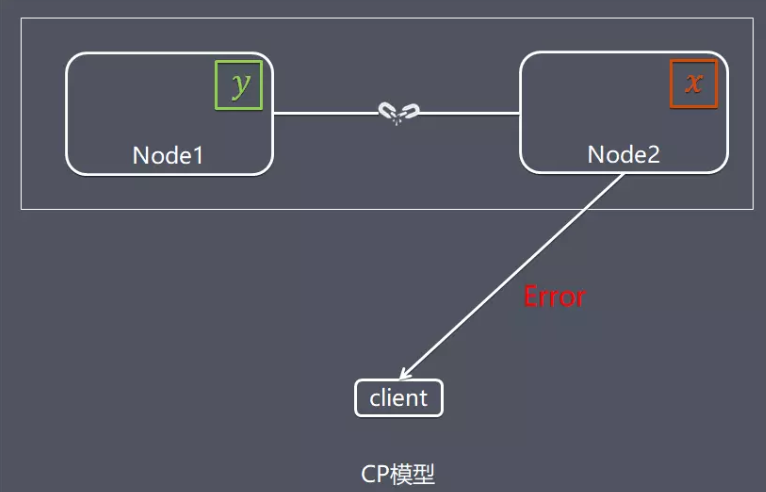 y
x
Node1
Node2
Error
client
CP模型